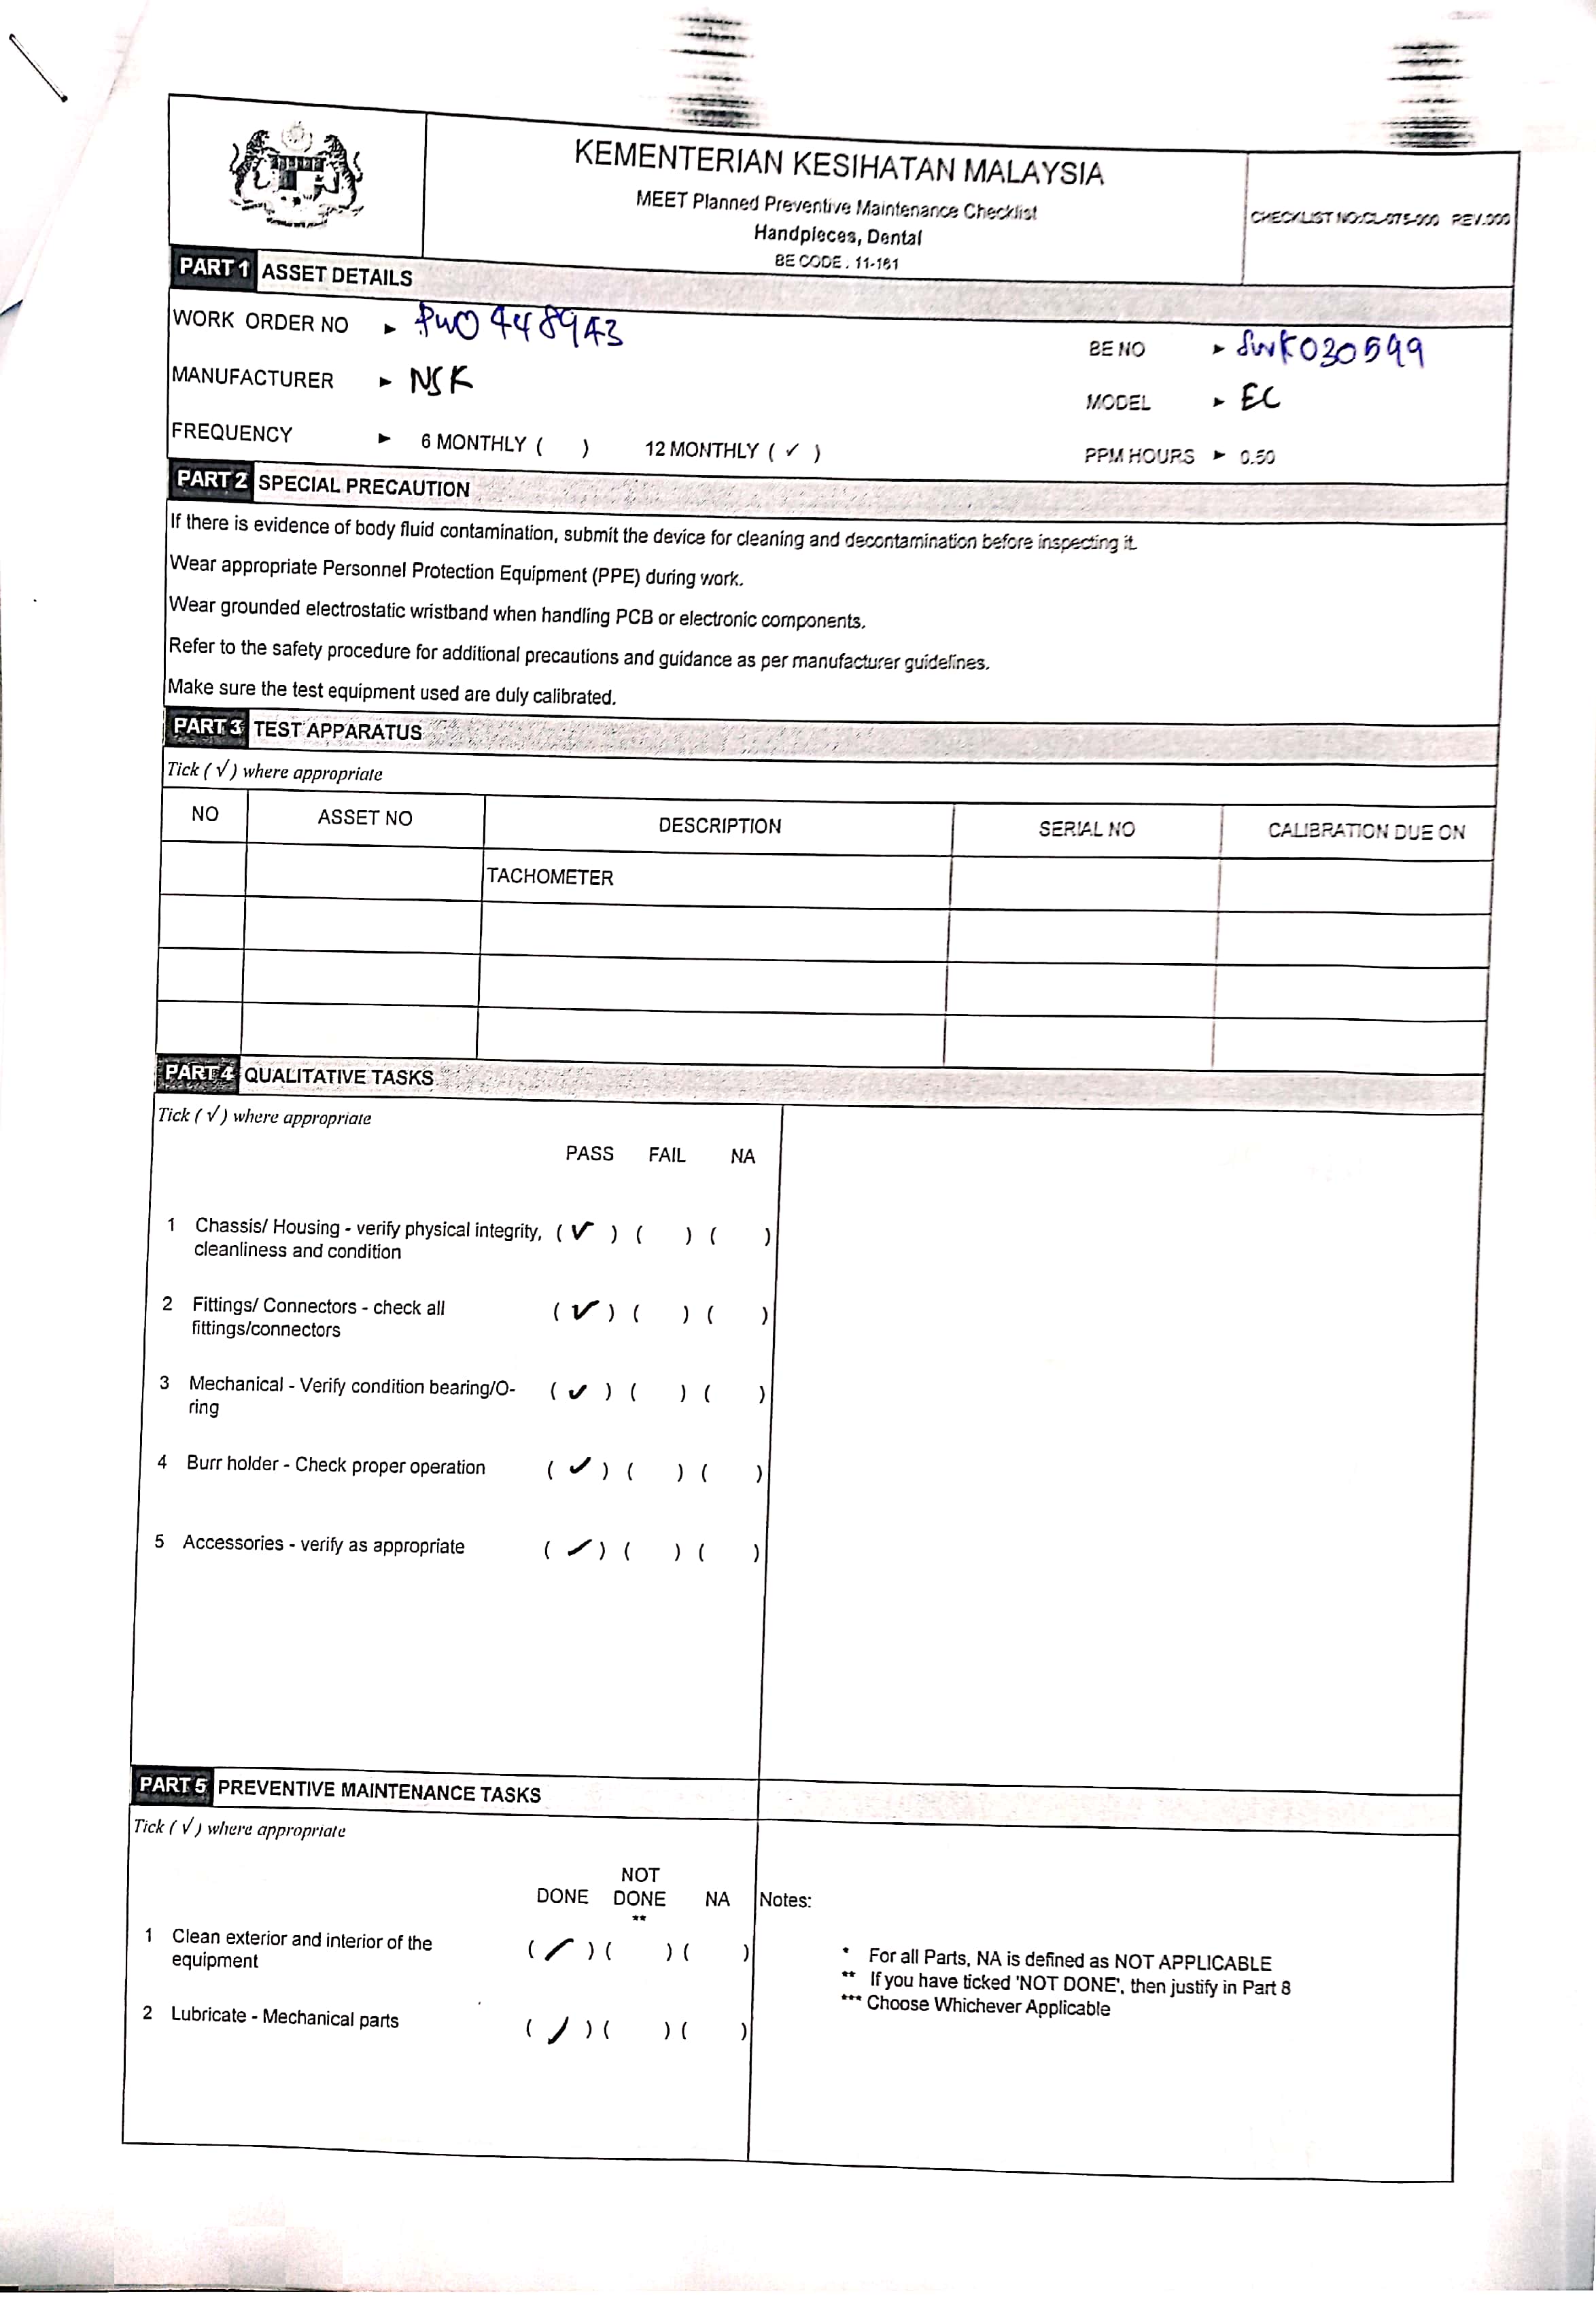 KEMENTERIAN KESIHATAN MALAYSIA
MEET Planned Preventive Maintenance Checklist
Handpieces, Dental
BE CODE . 11-161
CHECKLIST NO:CL-075-000 REV.000
PART 1 ASSET DETAILS
WORK ORDER NO ► PWO448943
BE NO ► SWK030599
MANUFACTURER ► NSK
MODEL ► EC
FREQUENCY ► 6 MONTHLY ( ) 12 MONTHLY ( ✓ )
PPM HOURS ► 0.50
PART 2 SPECIAL PRECAUTION
If there is evidence of body fluid contamination, submit the device for cleaning and decontamination before inspecting it.
Wear appropriate Personnel Protection Equipment (PPE) during work.
Wear grounded electrostatic wristband when handling PCB or electronic components.
Refer to the safety procedure for additional precautions and guidance as per manufacturer guidelines.
Make sure the test equipment used are duly calibrated.
PART 3 TEST APPARATUS
Tick ( √ ) where appropriate
NO ASSET NO DESCRIPTION SERIAL NO CALIBRATION DUE ON
TACHOMETER
PART 4 QUALITATIVE TASKS
Tick ( √ ) where appropriate
PASS FAIL NA
1 Chassis/ Housing - verify physical integrity, ( ✓ ) ( ) ( )
cleanliness and condition
2 Fittings/ Connectors - check all ( ✓ ) ( ) ( )
fittings/connectors
3 Mechanical - Verify condition bearing/O- ( ✓ ) ( ) ( )
ring
4 Burr holder - Check proper operation ( ✓ ) ( ) ( )
5 Accessories - verify as appropriate ( ✓ ) ( ) ( )
PART 5 PREVENTIVE MAINTENANCE TASKS
Tick ( √ ) where appropriate
NOT
DONE DONE NA
**
1 Clean exterior and interior of the ( / ) ( ) ( )
equipment
2 Lubricate - Mechanical parts ( / ) ( ) ( )
Notes:
* For all Parts, NA is defined as NOT APPLICABLE
** If you have ticked 'NOT DONE', then justify in Part 8
*** Choose Whichever Applicable